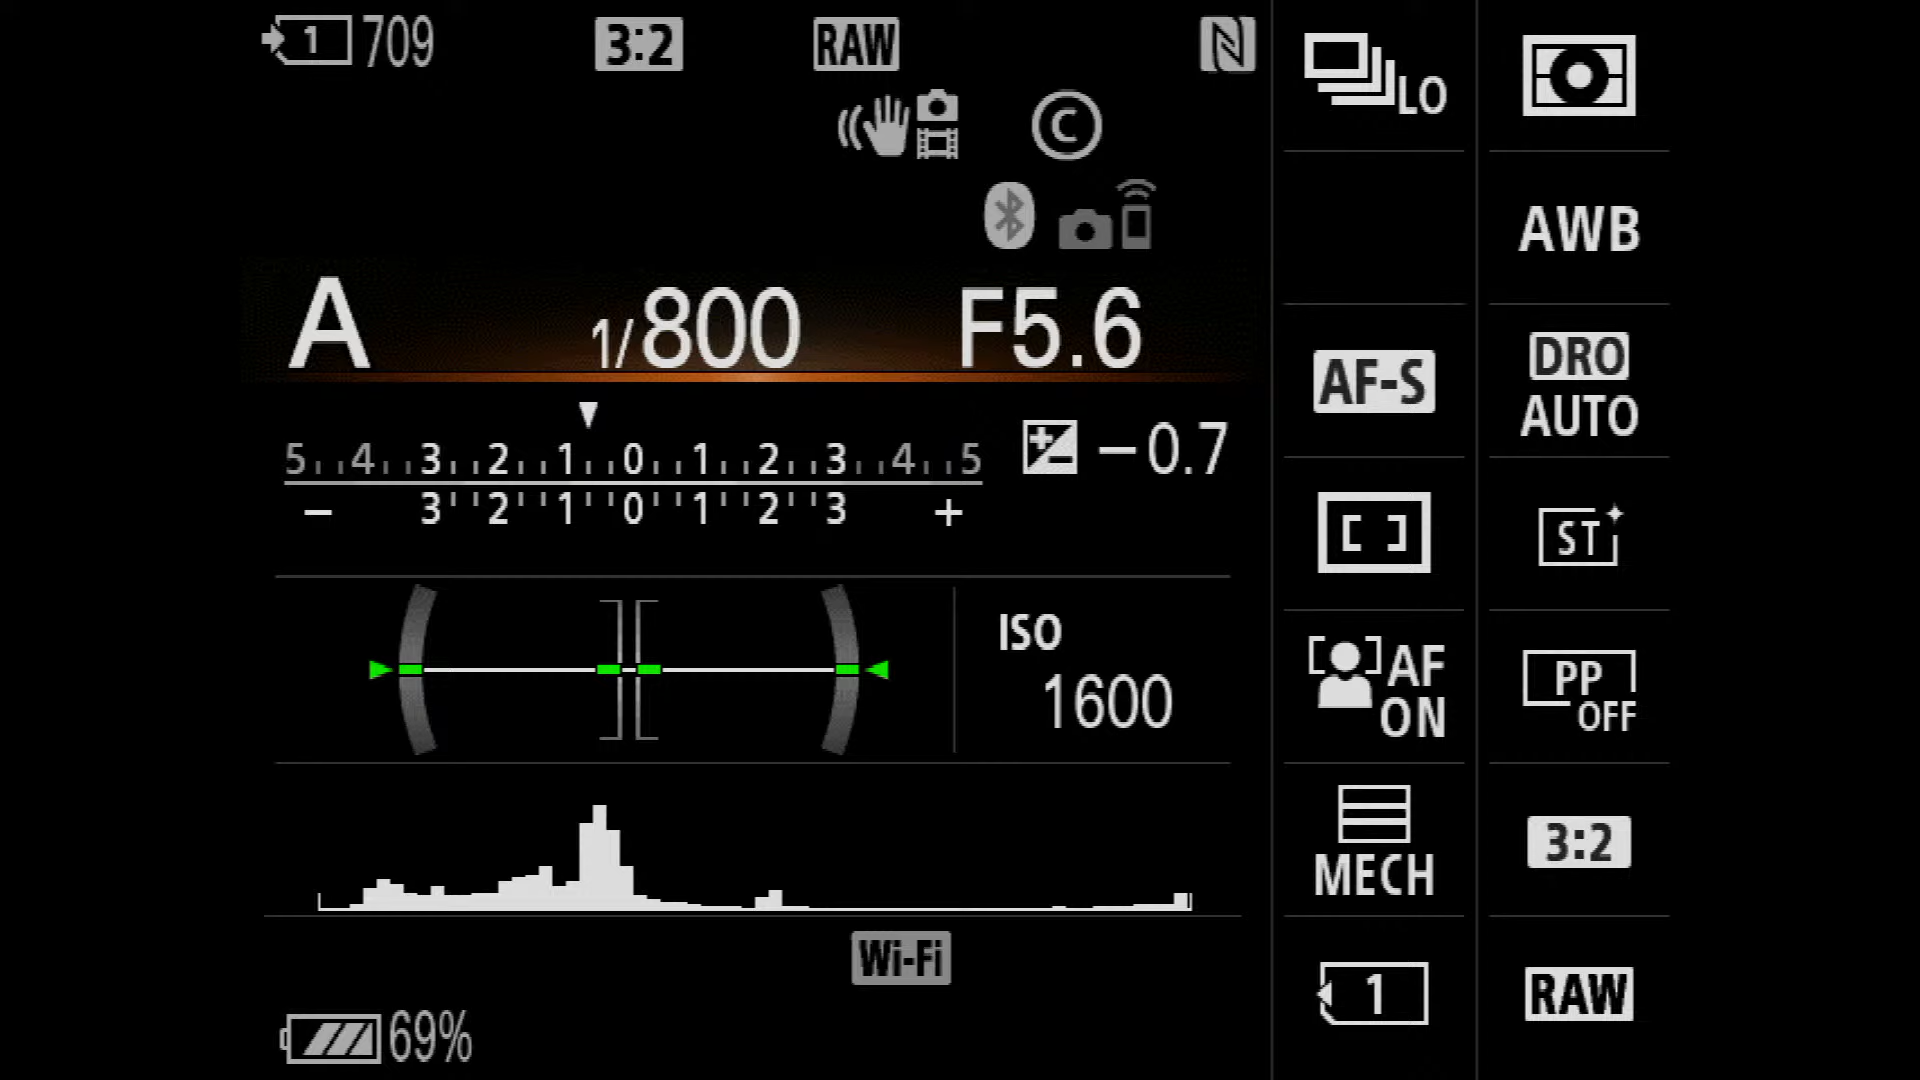 1 709 3:2 RAW N
LO
C
AWB
A 1/800 F5.6
AF-S
DRO
AUTO
5 4 3 2 1 0 1 2 3 4 5
-0.7
- 3 2 1 0 1 2 3 +
ST
ISO
1600
AF
ON
PP
OFF
MECH
3:2
Wi-Fi
1
RAW
69%